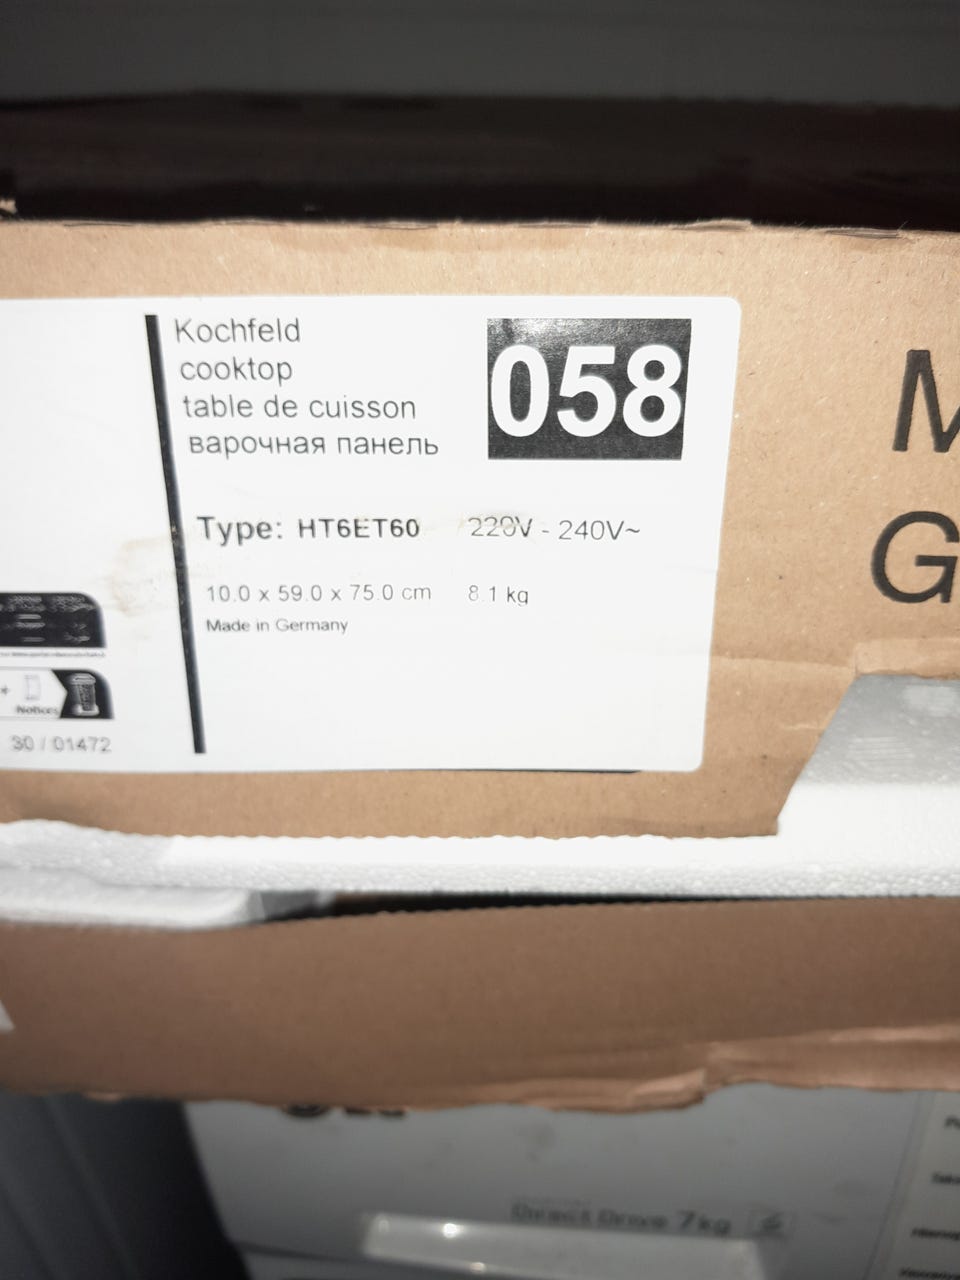 Kochfeld
cooktop
table de cuisson
варочная панель
058
Type: HT6ET60 220V - 240V~
10.0 x 59.0 x 75.0 cm 8.1 kg
Made in Germany
M
G
+
Notices
30 / 01472
Direct Drive 7kg